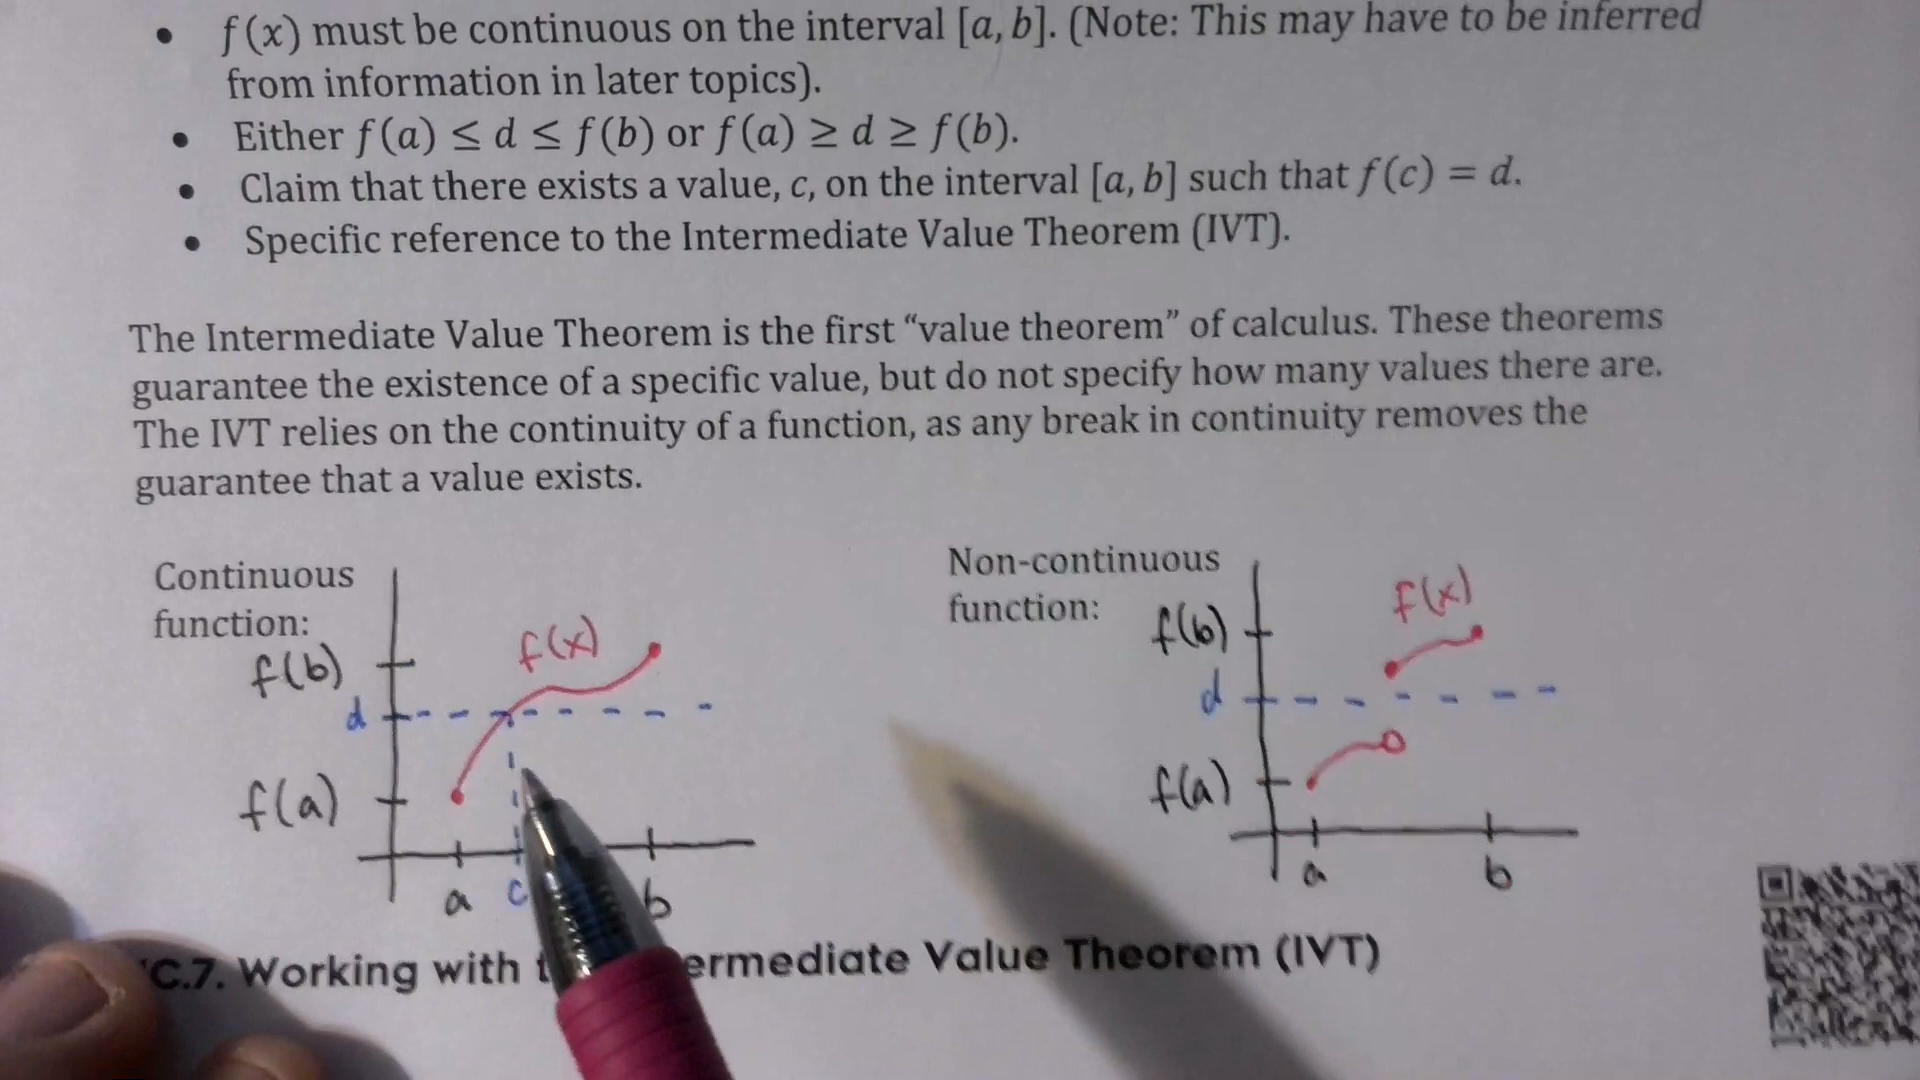 • f(x) must be continuous on the interval [a, b]. (Note: This may have to be inferred
from information in later topics).
• Either f(a) ≤ d ≤ f(b) or f(a) ≥ d ≥ f(b).
• Claim that there exists a value, c, on the interval [a, b] such that f(c) = d.
• Specific reference to the Intermediate Value Theorem (IVT).
The Intermediate Value Theorem is the first “value theorem” of calculus. These theorems
guarantee the existence of a specific value, but do not specify how many values there are.
The IVT relies on the continuity of a function, as any break in continuity removes the
guarantee that a value exists.
Continuous
function:
f(b)
f(x)
d
f(a)
a c b
Non-continuous
function:
f(b)
f(x)
d
f(a)
a b
C.7. Working with ermediate Value Theorem (IVT)